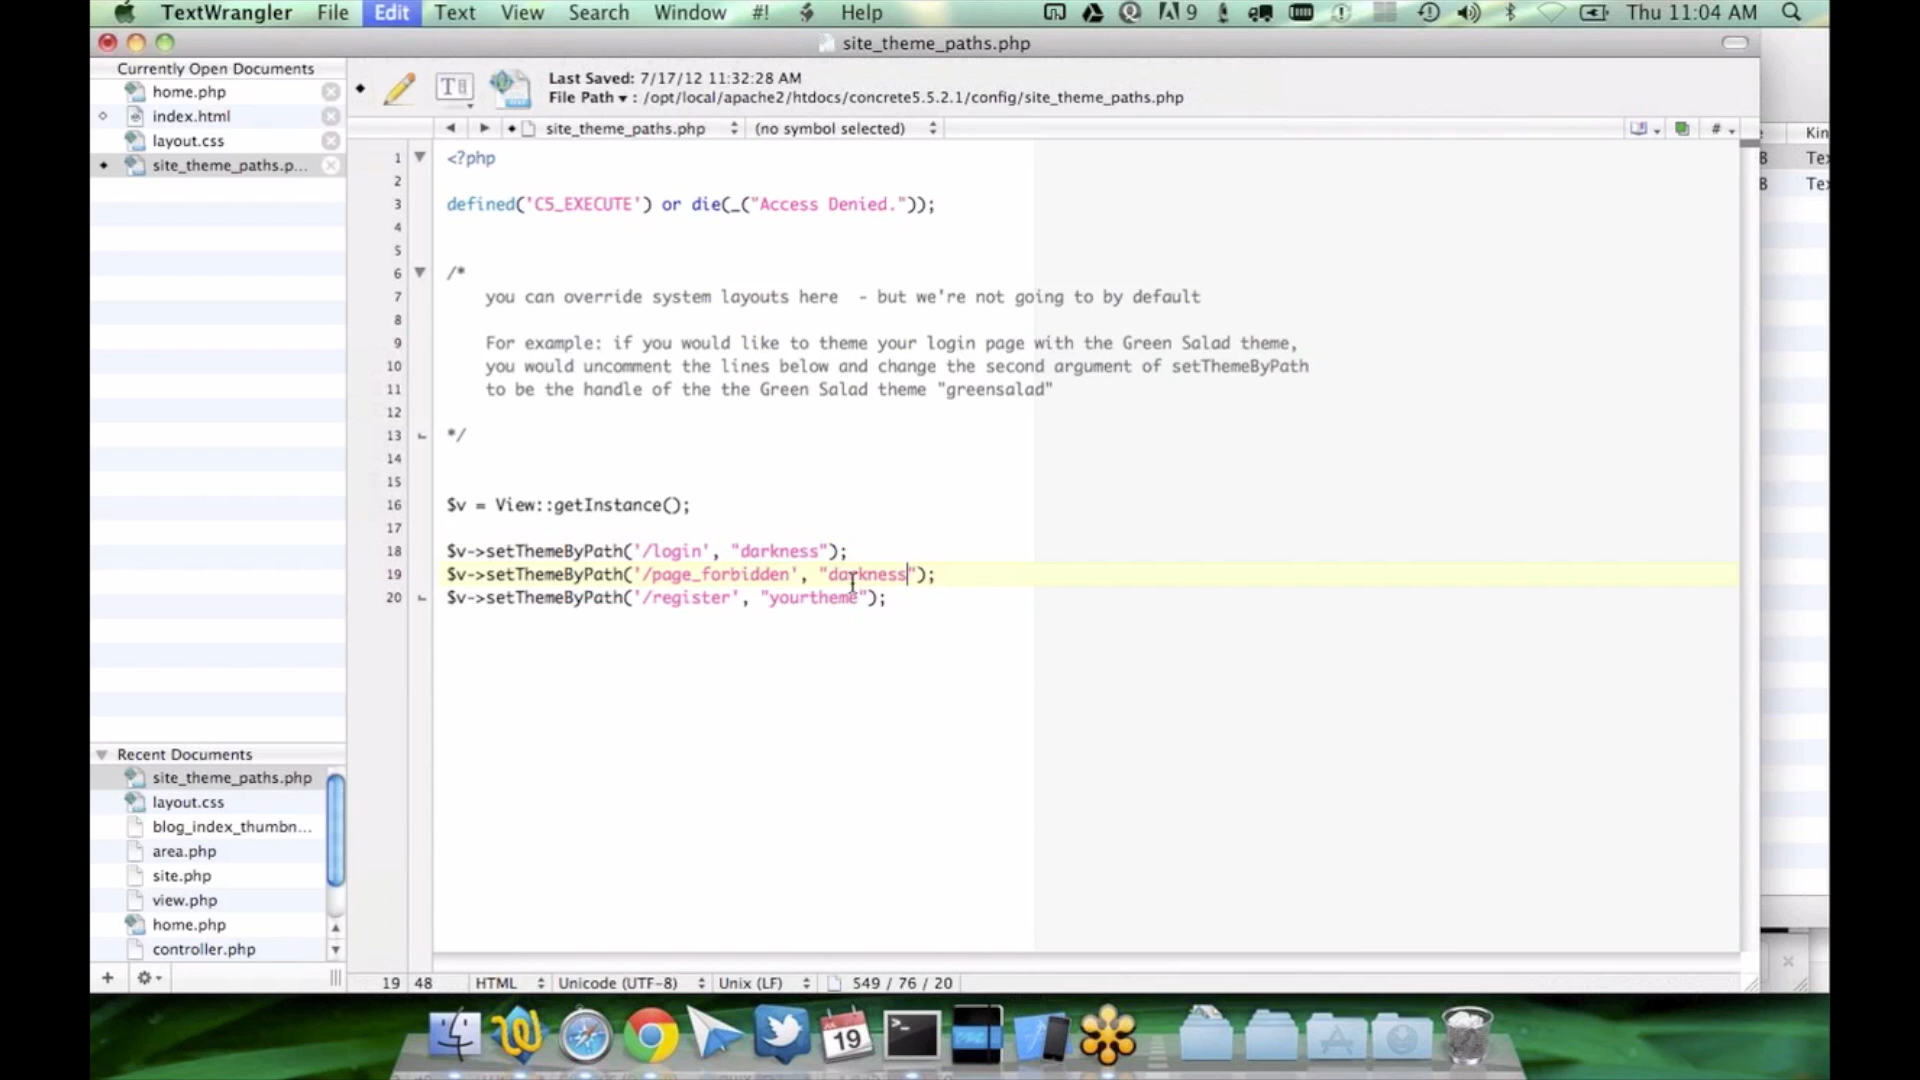 TextWrangler File Edit Text View Search Window #! Help 9 Thu 11:04 AM
site_theme_paths.php
Currently Open Documents
home.php
index.html
layout.css
site_theme_paths.p...
Last Saved: 7/17/12 11:32:28 AM
File Path ▾ : /opt/local/apache2/htdocs/concrete5.5.2.1/config/site_theme_paths.php
site_theme_paths.php (no symbol selected) #
1 <?php
2
3 defined('C5_EXECUTE') or die(_("Access Denied."));
4
5
6 /*
7 you can override system layouts here - but we're not going to by default
8
9 For example: if you would like to theme your login page with the Green Salad theme,
10 you would uncomment the lines below and change the second argument of setThemeByPath
11 to be the handle of the the Green Salad theme "greensalad"
12
13 */
14
15
16 $v = View::getInstance();
17
18 $v->setThemeByPath('/login', "darkness");
19 $v->setThemeByPath('/page_forbidden', "darkness");
20 $v->setThemeByPath('/register', "yourtheme");
Recent Documents
site_theme_paths.php
layout.css
blog_index_thumbn...
area.php
site.php
view.php
home.php
controller.php
19 48 HTML Unicode (UTF-8) Unix (LF) 549 / 76 / 20
Kin
B Te
B Te
19